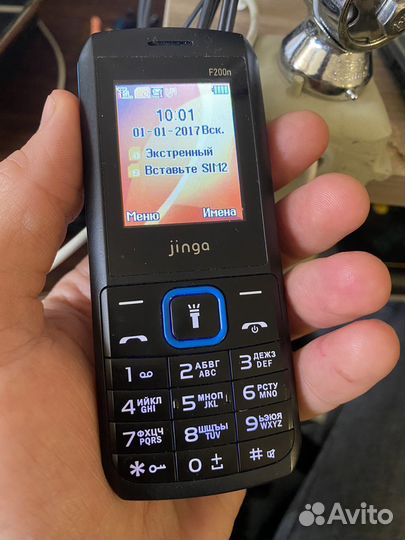 F200n
10:01
01-01-2017 Вск.
Экстренный
Вставьте SIM2
Меню Имена
jinga
1
2 АБВГ ABC
3 ДЕЖЗ DEF
4 ИЙКЛ GHI
5 МНОП JKL
6 РСТУ MNO
7 ФХЦЧ PQRS
8 ШЩЪЫ TUV
9 ЬЭЮЯ WXYZ
* 0 + #
Avito